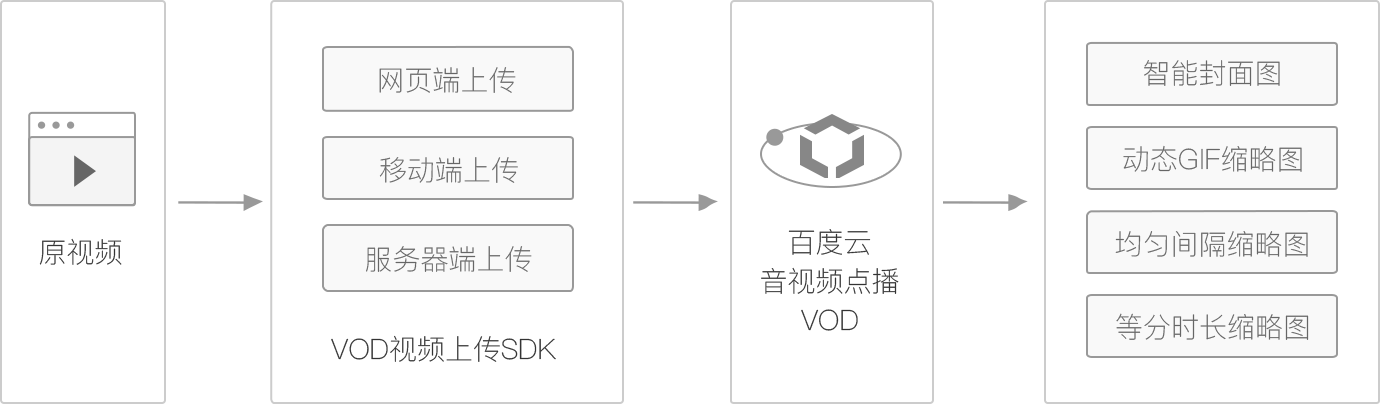 原视频
网页端上传
移动端上传
服务器端上传
VOD视频上传SDK
百度云
音视频点播
VOD
智能封面图
动态GIF缩略图
均匀间隔缩略图
等分时长缩略图